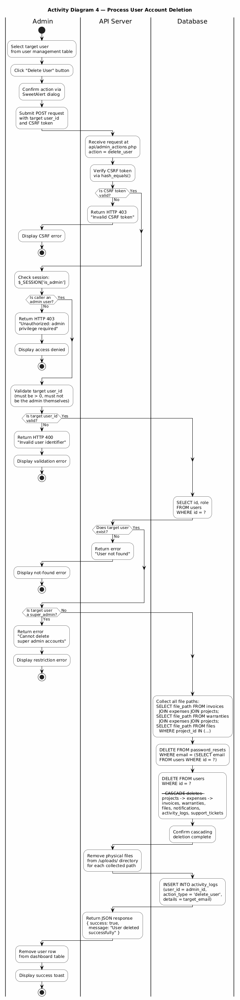 Activity Diagram 4 — Process User Account Deletion
Admin
API Server
Database
Select target user
from user management table
Click "Delete User" button
Confirm action via
SweetAlert dialog
Submit POST request
with target user_id
and CSRF token
Receive request at
api/admin_actions.php
action = delete_user
Verify CSRF token
via hash_equals()
Is CSRF token
valid?
Yes
No
Return HTTP 403
"Invalid CSRF token"
Display CSRF error
Check session:
$_SESSION['is_admin']
Is caller an
admin user?
Yes
No
Return HTTP 403
"Unauthorized: admin
privilege required"
Display access denied
Validate target user_id
(must be > 0, must not
be the admin themselves)
Is target user_id
valid?
Yes
No
Return HTTP 400
"Invalid user identifier"
Display validation error
SELECT id, role
FROM users
WHERE id = ?
Does target user
exist?
Yes
No
Return error
"User not found"
Display not-found error
Is target user
a super_admin?
No
Yes
Return error
"Cannot delete
super admin accounts"
Display restriction error
Collect all file paths:
SELECT file_path FROM invoices
JOIN expenses JOIN projects;
SELECT file_path FROM warranties
JOIN expenses JOIN projects;
SELECT file_path FROM files
WHERE project_id IN (...)
DELETE FROM password_resets
WHERE email = (SELECT email
FROM users WHERE id = ?)
DELETE FROM users
WHERE id = ?
CASCADE deletes
projects -> expenses ->
invoices, warranties,
files, notifications,
activity_logs, support_tickets
Confirm cascading
deletion complete
Remove physical files
from /uploads/ directory
for each collected path
INSERT INTO activity_logs
(user_id = admin_id,
action_type = 'delete_user',
details = target_email)
Return JSON response
{ success: true,
message: "User deleted
successfully" }
Remove user row
from dashboard table
Display success toast